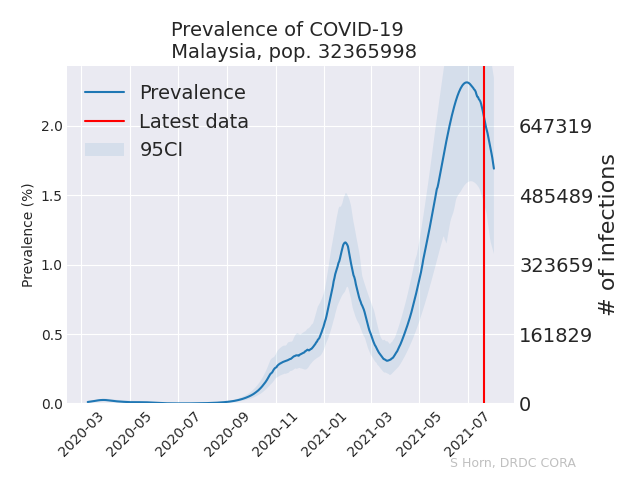 Prevalence of COVID-19
Malaysia, pop. 32365998
Prevalence
Latest data
95CI
Prevalence (%)
2.0
1.5
1.0
0.5
0.0
647319
485489
323659
161829
0
# of infections
2020-03
2020-05
2020-07
2020-09
2020-11
2021-01
2021-03
2021-05
2021-07
S Horn, DRDC CORA